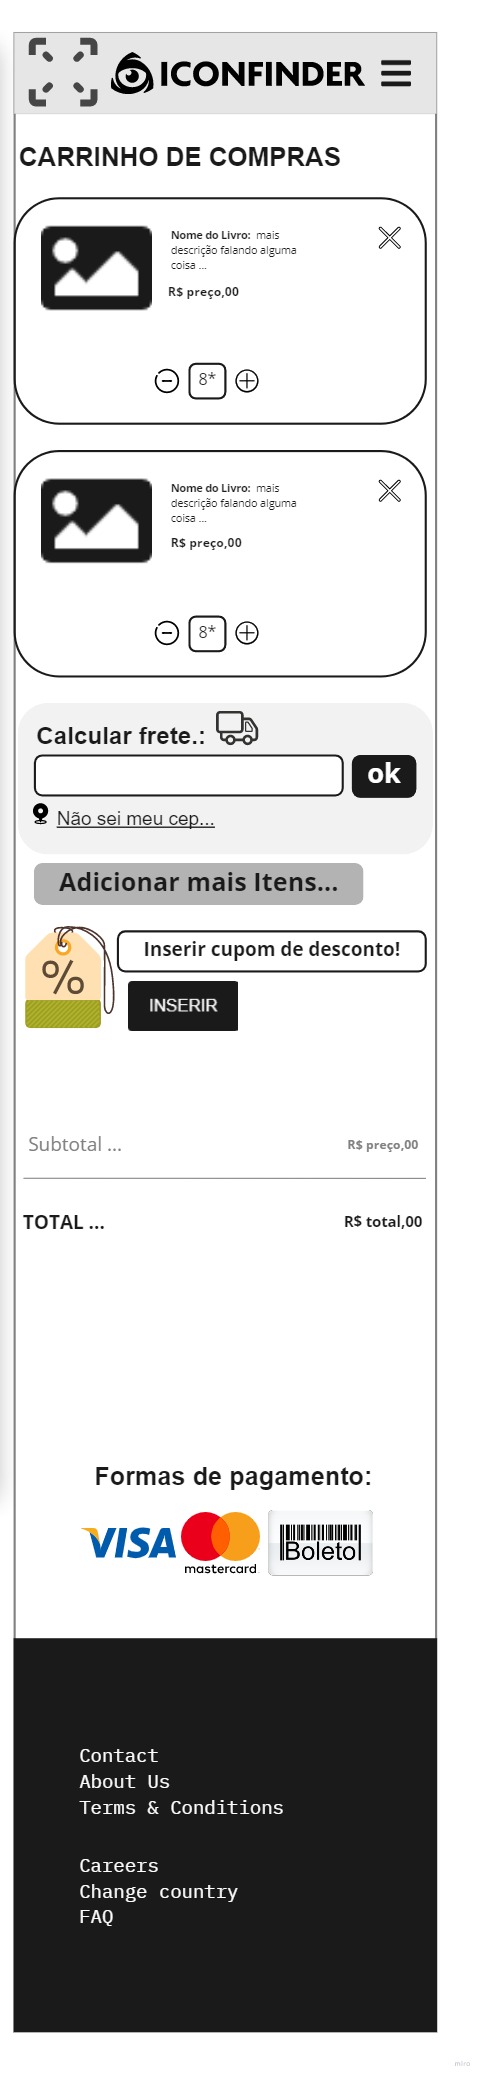 ICONFINDER
CARRINHO DE COMPRAS
Nome do Livro: mais
descrição falando alguma
coisa ...
R$ preço,00
8*
Nome do Livro: mais
descrição falando alguma
coisa ...
R$ preço,00
8*
Calcular frete.:
ok
Não sei meu cep...
Adicionar mais Itens...
%
Inserir cupom de desconto!
INSERIR
Subtotal ...
R$ preço,00
TOTAL ...
R$ total,00
Formas de pagamento:
VISA
mastercard
Boleto
Contact
About Us
Terms & Conditions
Careers
Change country
FAQ
miro